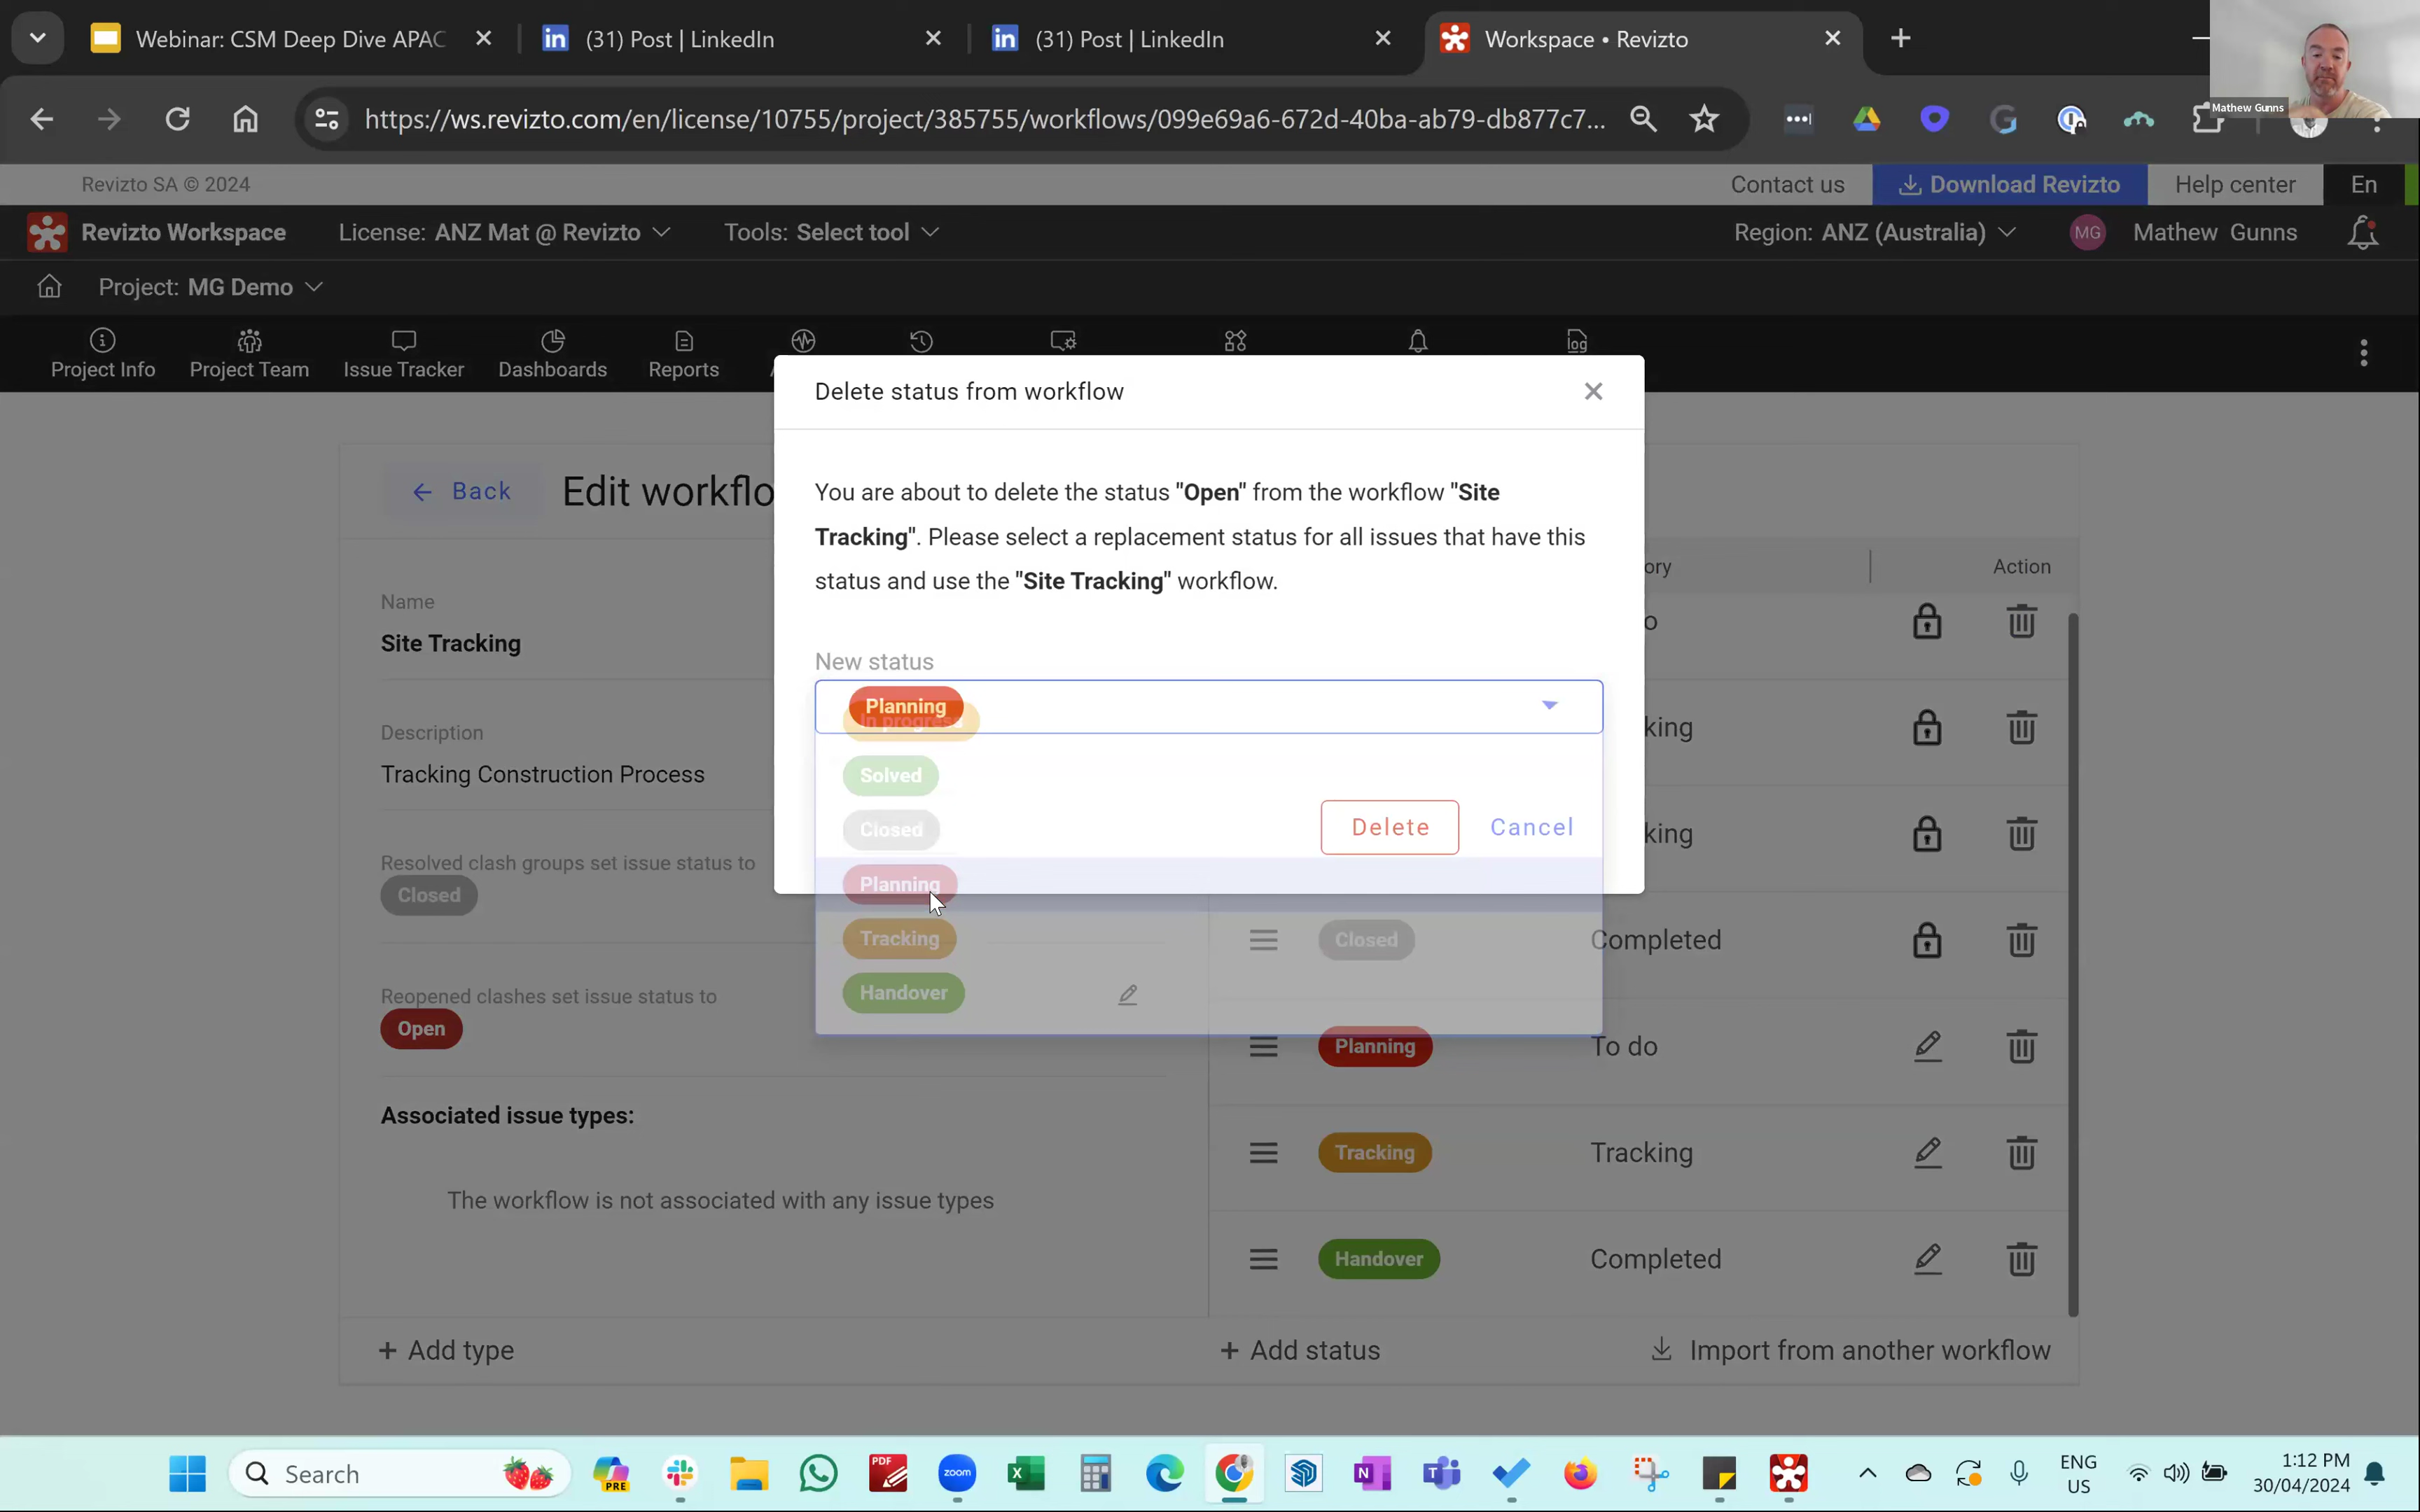 Webinar: CSM Deep Dive APAC
(31) Post | LinkedIn
(31) Post | LinkedIn
Workspace • Revizto
https://ws.revizto.com/en/license/10755/project/385755/workflows/099e69a6-672d-40ba-ab79-db877c7...
Mathew Gunns
Revizto SA © 2024
Contact us
Download Revizto
Help center
En
Revizto Workspace
License: ANZ Mat @ Revizto
Tools: Select tool
Region: ANZ (Australia)
MG
Mathew Gunns
Project: MG Demo
Project Info
Project Team
Issue Tracker
Dashboards
Reports
log
Delete status from workflow
Back
Edit workflo
You are about to delete the status "Open" from the workflow "Site
Tracking". Please select a replacement status for all issues that have this
status and use the "Site Tracking" workflow.
ory
Action
Name
Site Tracking
o
New status
Planning
In progress
Solved
Closed
Planning
Tracking
Handover
Delete
Cancel
Description
Tracking Construction Process
king
king
Resolved clash groups set issue status to
Closed
Closed
Completed
Reopened clashes set issue status to
Open
Planning
To do
Associated issue types:
Tracking
Tracking
The workflow is not associated with any issue types
Handover
Completed
+ Add type
+ Add status
Import from another workflow
Search
PRE
PDF
zoom
ENG
US
1:12 PM
30/04/2024